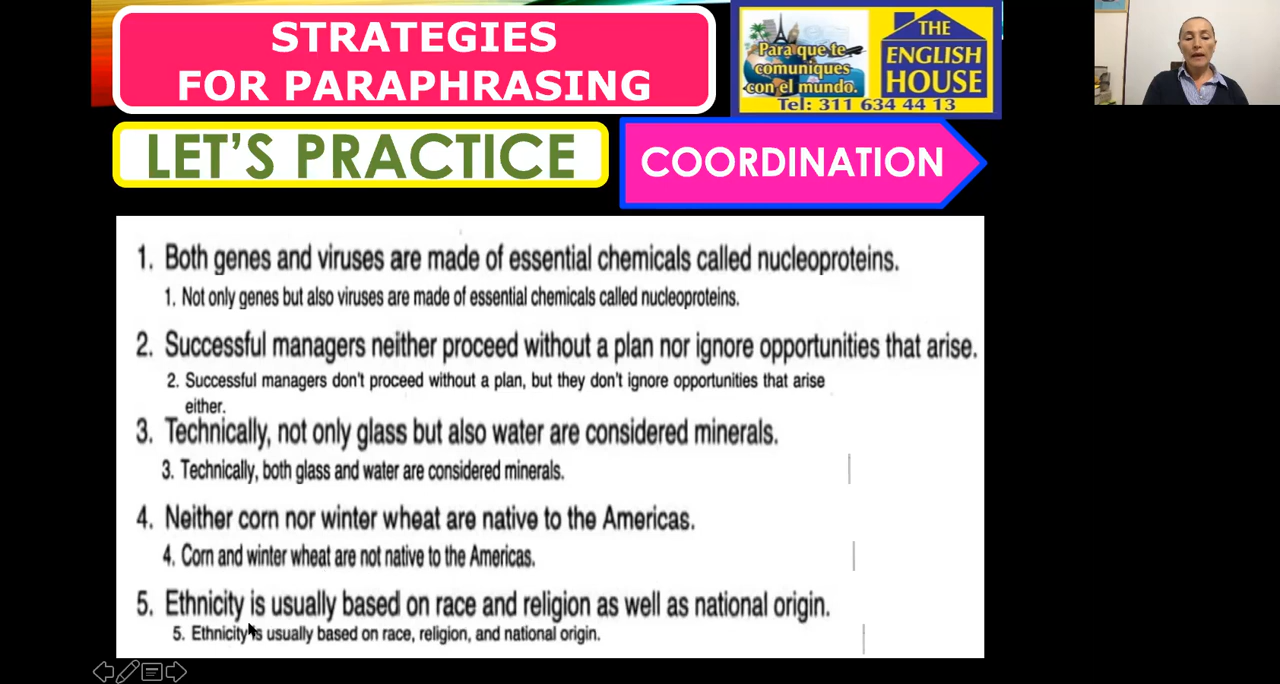 STRATEGIES
FOR PARAPHRASING
Para que te
comuniques
con el mundo.
THE
ENGLISH
HOUSE
Tel: 311 634 44 13
LET'S PRACTICE
COORDINATION
1. Both genes and viruses are made of essential chemicals called nucleoproteins.
1. Not only genes but also viruses are made of essential chemicals called nucleoproteins.
2. Successful managers neither proceed without a plan nor ignore opportunities that arise.
2. Successful managers don't proceed without a plan, but they don't ignore opportunities that arise
either.
3. Technically, not only glass but also water are considered minerals.
3. Technically, both glass and water are considered minerals.
4. Neither corn nor winter wheat are native to the Americas.
4. Corn and winter wheat are not native to the Americas.
5. Ethnicity is usually based on race and religion as well as national origin.
5. Ethnicity is usually based on race, religion, and national origin.